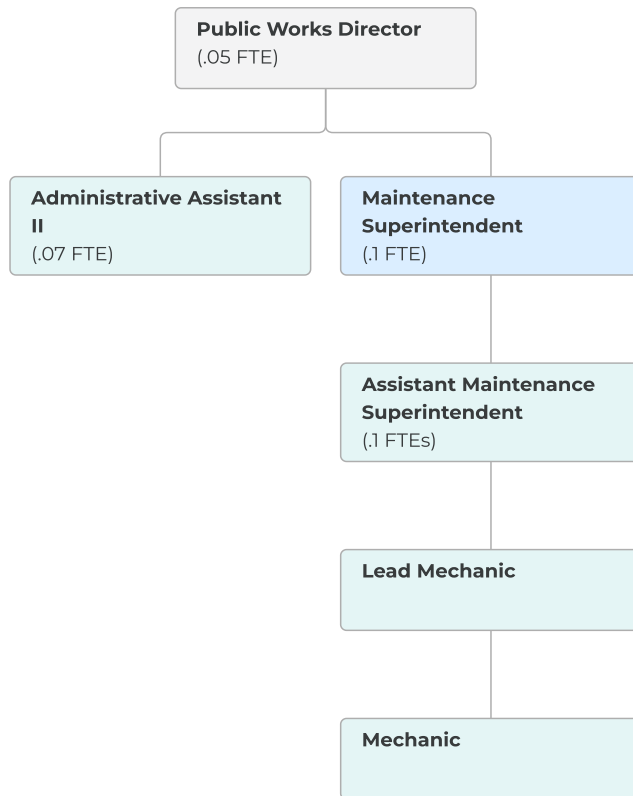 Public Works Director
(.05 FTE)
Administrative Assistant
II
(.07 FTE)
Maintenance
Superintendent
(.1 FTE)
Assistant Maintenance
Superintendent
(.1 FTEs)
Lead Mechanic
Mechanic